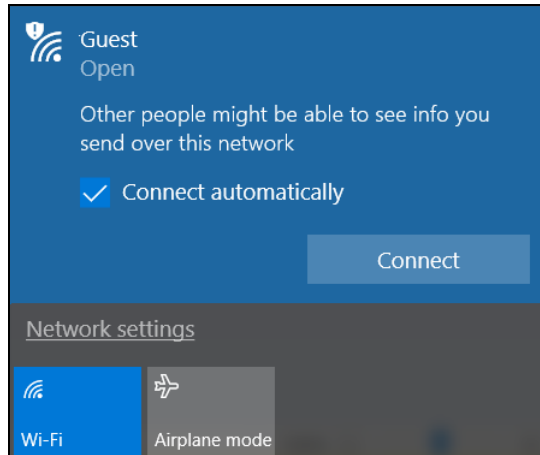 Guest
Open
Other people might be able to see info you
send over this network
Connect automatically
Connect
Network settings
Wi-Fi
Airplane mode